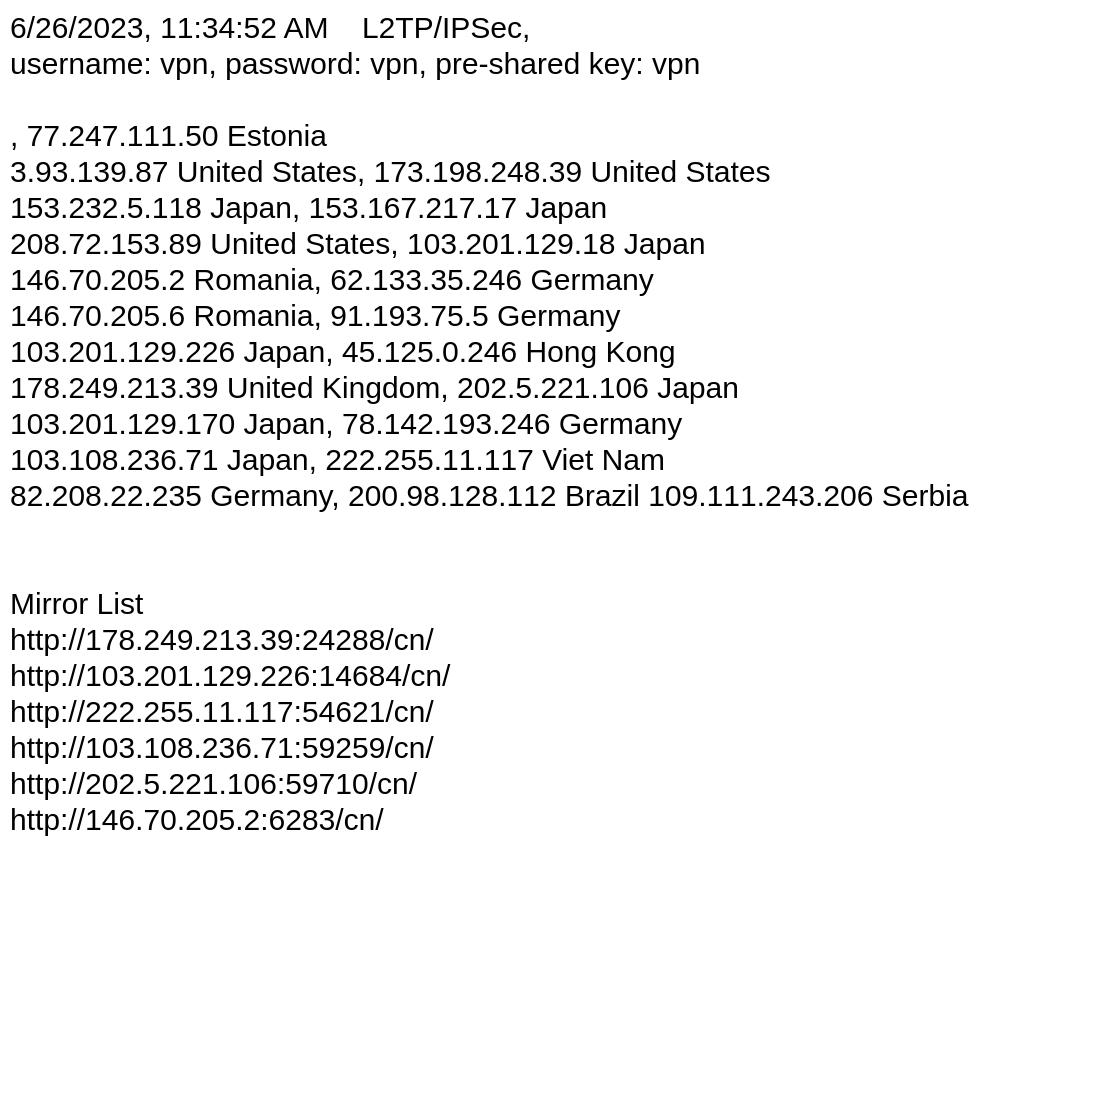 6/26/2023, 11:34:52 AM    L2TP/IPSec,
username: vpn, password: vpn, pre-shared key: vpn
, 77.247.111.50 Estonia
3.93.139.87 United States, 173.198.248.39 United States
153.232.5.118 Japan, 153.167.217.17 Japan
208.72.153.89 United States, 103.201.129.18 Japan
146.70.205.2 Romania, 62.133.35.246 Germany
146.70.205.6 Romania, 91.193.75.5 Germany
103.201.129.226 Japan, 45.125.0.246 Hong Kong
178.249.213.39 United Kingdom, 202.5.221.106 Japan
103.201.129.170 Japan, 78.142.193.246 Germany
103.108.236.71 Japan, 222.255.11.117 Viet Nam
82.208.22.235 Germany, 200.98.128.112 Brazil 109.111.243.206 Serbia
Mirror List
http://178.249.213.39:24288/cn/
http://103.201.129.226:14684/cn/
http://222.255.11.117:54621/cn/
http://103.108.236.71:59259/cn/
http://202.5.221.106:59710/cn/
http://146.70.205.2:6283/cn/